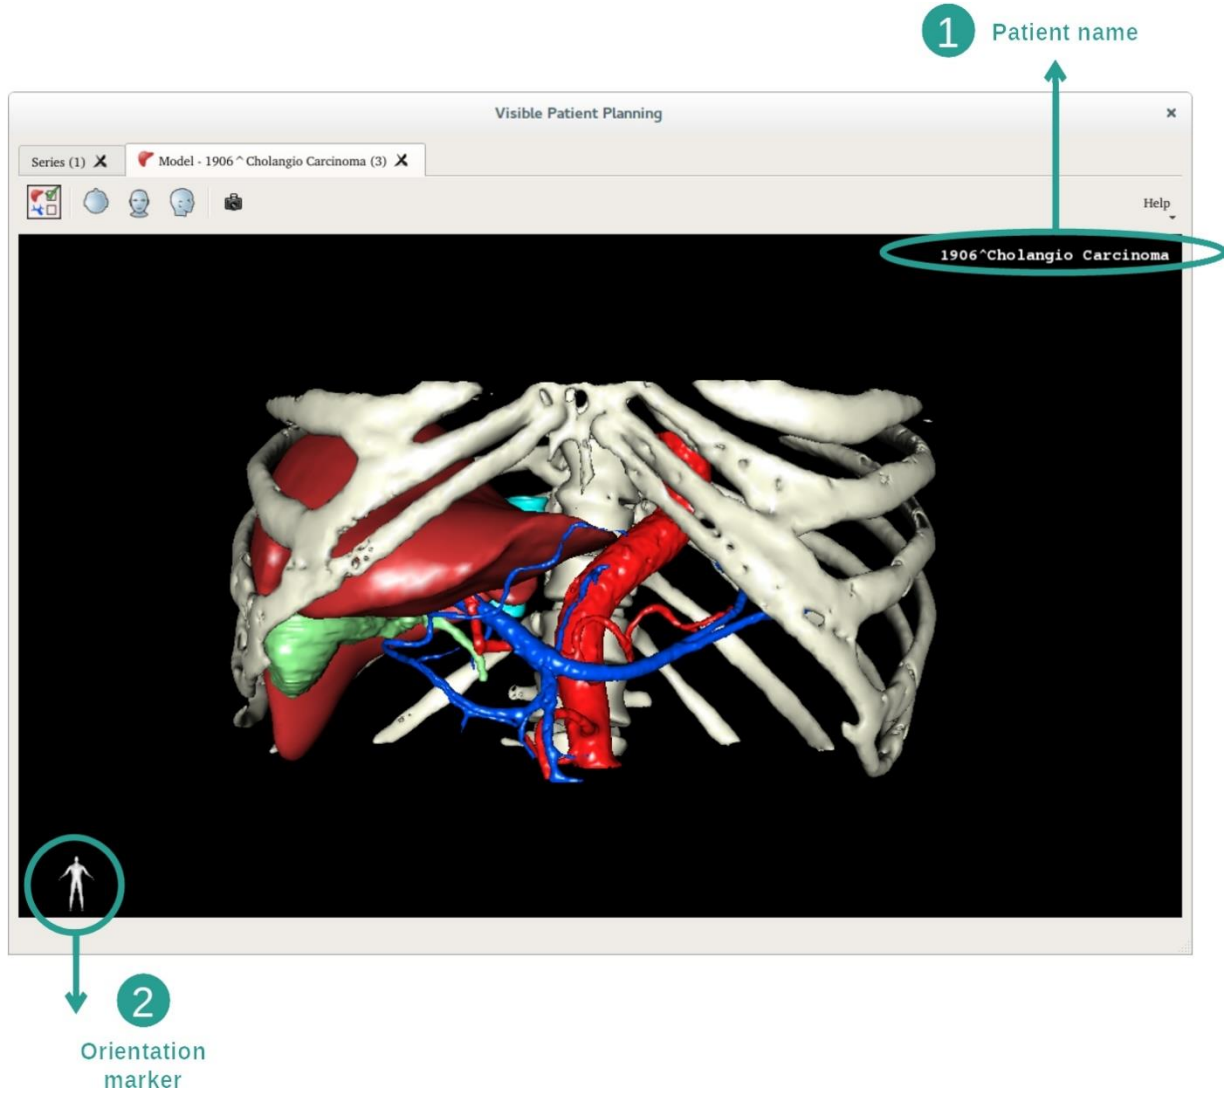 1 Patient name
Visible Patient Planning
Series (1)
Model - 1906 ^ Cholangio Carcinoma (3)
Help
1906^Cholangio Carcinoma
2
Orientation
marker